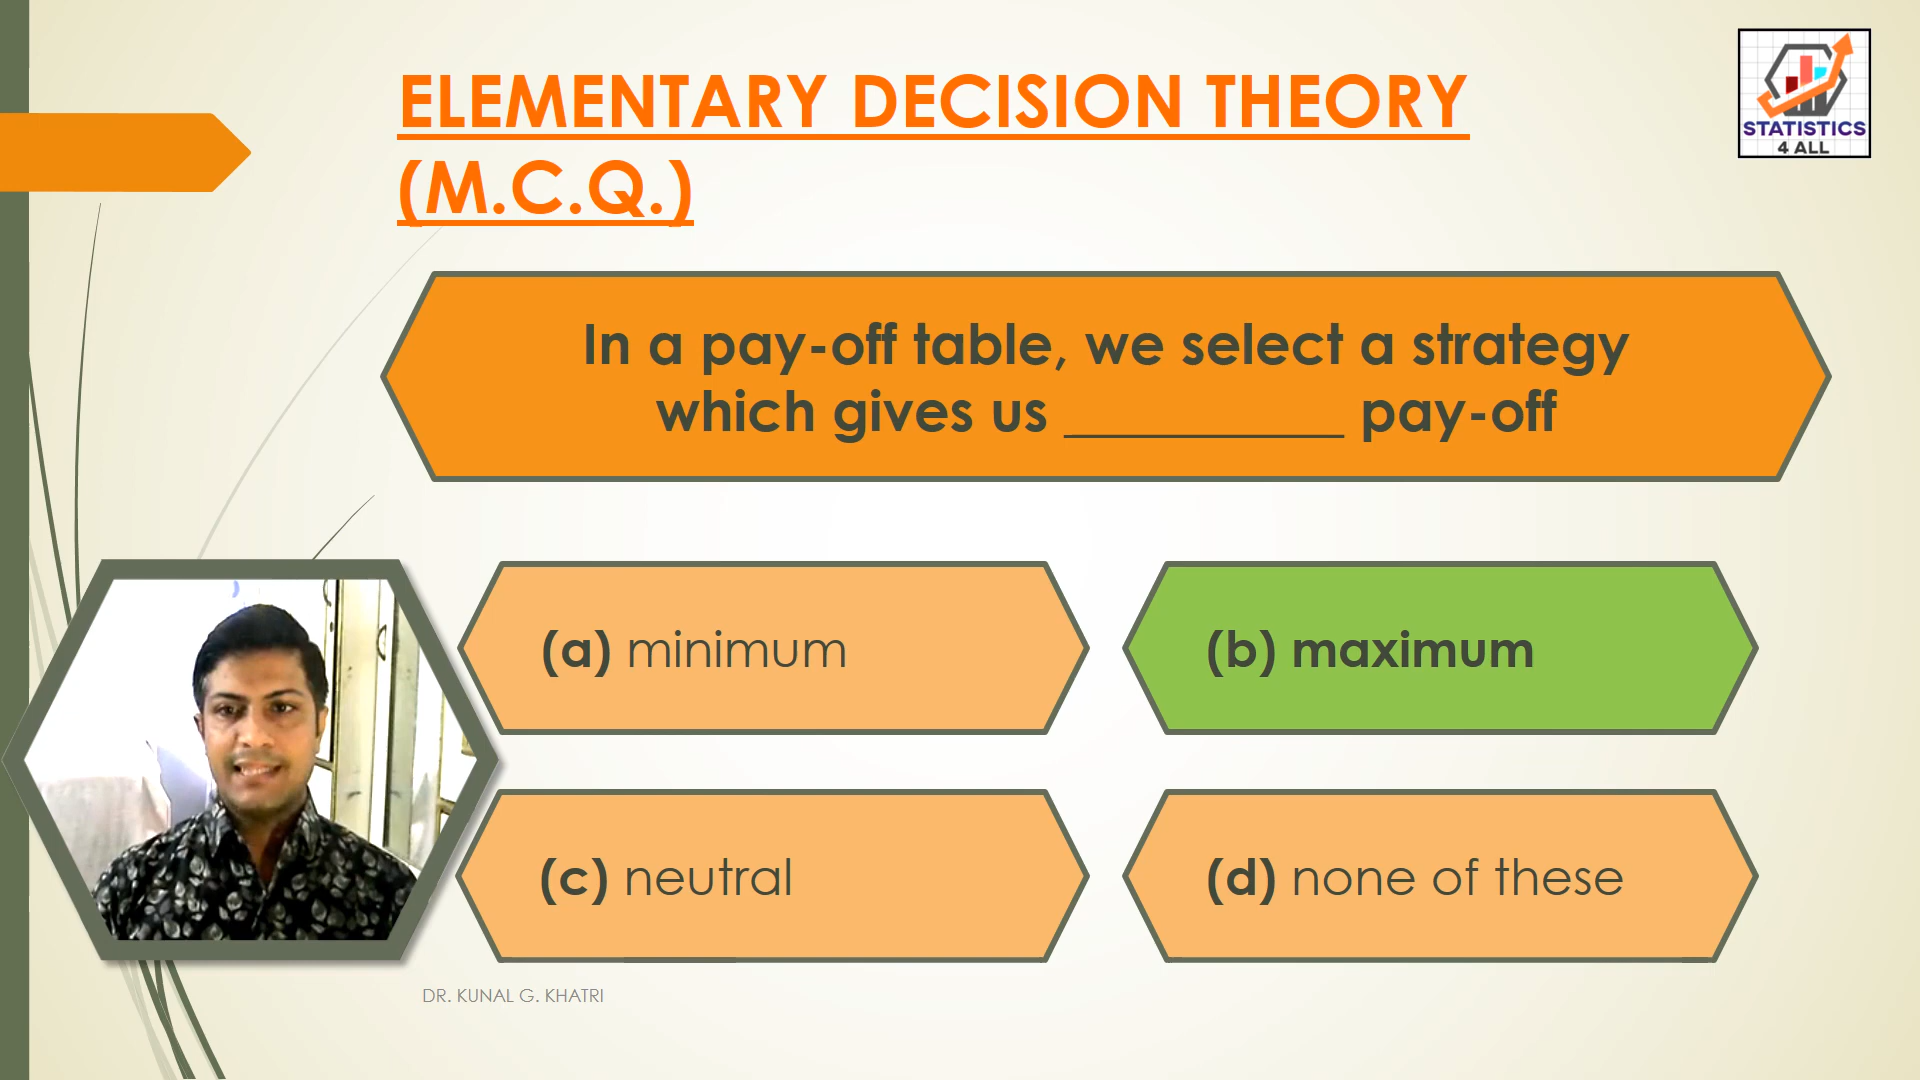 ELEMENTARY DECISION THEORY
(M.C.Q.)
STATISTICS
4 ALL
In a pay-off table, we select a strategy
which gives us __________ pay-off
(a) minimum
(b) maximum
(c) neutral
(d) none of these
DR. KUNAL G. KHATRI